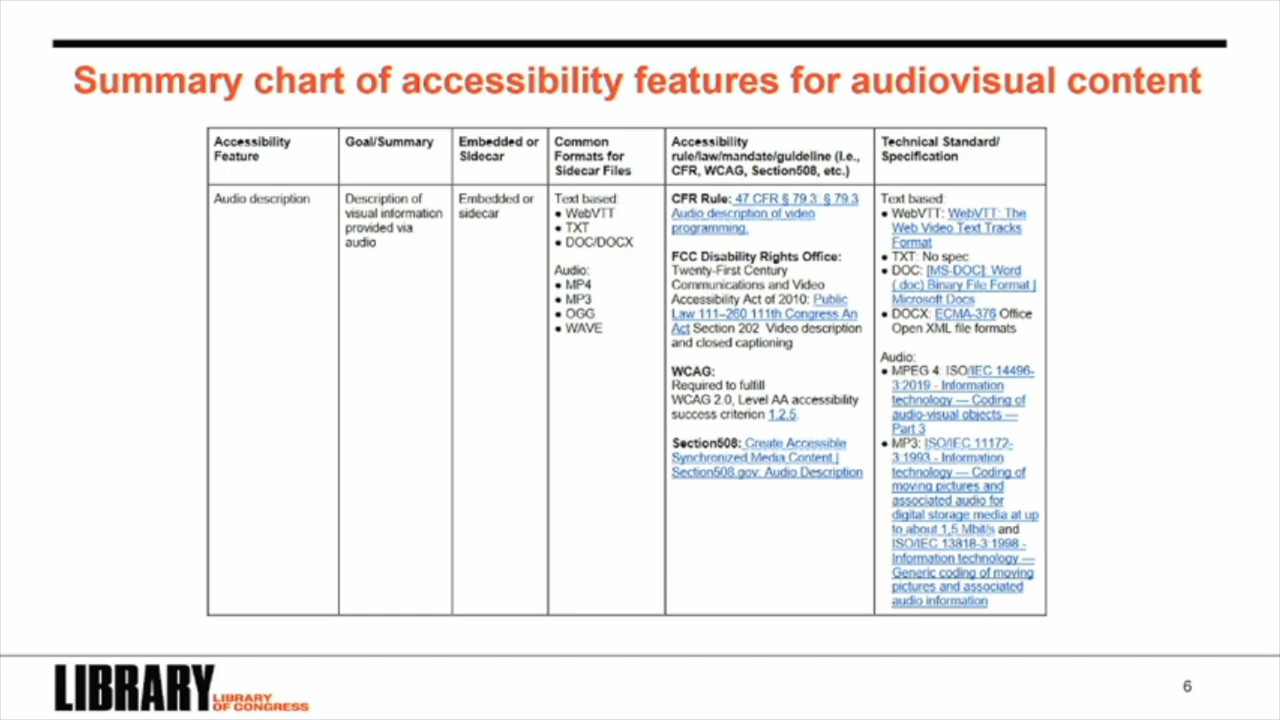 Summary chart of accessibility features for audiovisual content
Accessibility
Feature
Goal/Summary
Embedded or
Sidecar
Common
Formats for
Sidecar Files
Accessibility
rule/law/mandate/guideline (I.e.,
CFR, WCAG, Section508, etc.)
Technical Standard/
Specification
Audio description
Description of
visual information
provided via
audio
Embedded or
sidecar
Text based:
• WebVTT
• TXT
• DOC/DOCX
Audio:
• MP4
• MP3
• OGG
• WAVE
CFR Rule: 47 CFR § 79.3: § 79.3
Audio description of video
programming.
FCC Disability Rights Office:
Twenty-First Century
Communications and Video
Accessibility Act of 2010: Public
Law 111–260 111th Congress An
Act Section 202 Video description
and closed captioning
WCAG:
Required to fulfill
WCAG 2.0, Level AA accessibility
success criterion 1.2.5.
Section508: Create Accessible
Synchronized Media Content |
Section508.gov: Audio Description
Text based:
• WebVTT: WebVTT: The
Web Video Text Tracks
Format
• TXT: No spec
• DOC: [MS-DOC]: Word
(.doc) Binary File Format |
Microsoft Docs
• DOCX: ECMA-376 Office
Open XML file formats
Audio:
• MPEG 4: ISO/IEC 14496-
3:2019 - Information
technology — Coding of
audio-visual objects —
Part 3
• MP3: ISO/IEC 11172-
3:1993 - Information
technology — Coding of
moving pictures and
associated audio for
digital storage media at up
to about 1,5 Mbit/s and
ISO/IEC 13818-3:1998 -
Information technology —
Generic coding of moving
pictures and associated
audio information
LIBRARY
LIBRARY
OF CONGRESS
6